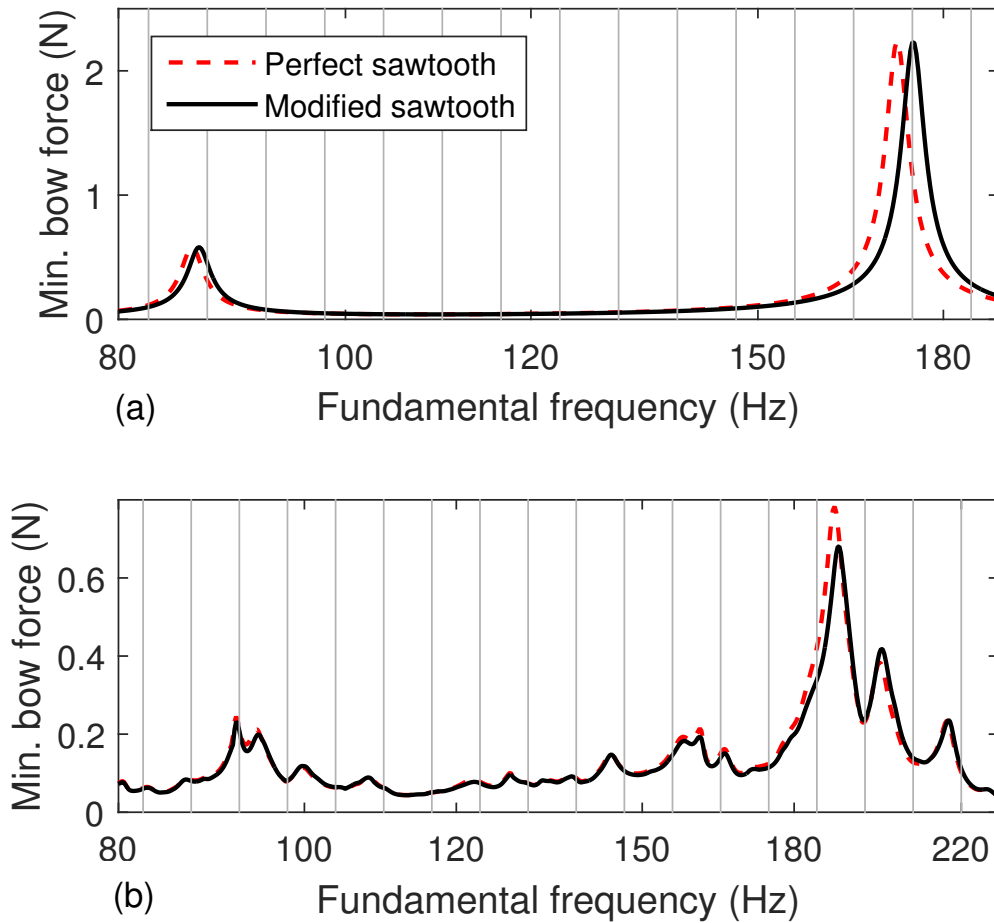 Min. bow force (N)
2
1
0
Perfect sawtooth
Modified sawtooth
80 100 120 150 180
(a) Fundamental frequency (Hz)
Min. bow force (N)
0.6
0.4
0.2
0
80 100 120 150 180 220
(b) Fundamental frequency (Hz)